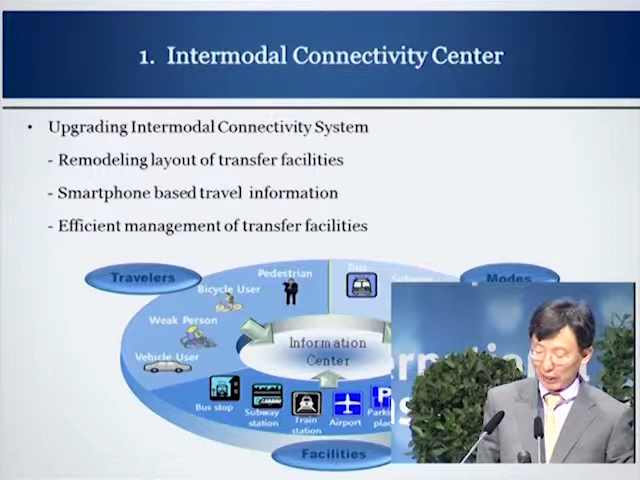 1. Intermodal Connectivity Center
• Upgrading Intermodal Connectivity System
- Remodeling layout of transfer facilities
- Smartphone based travel information
- Efficient management of transfer facilities
Travelers
Modes
Pedestrian
Bus
Subway
Bicycle User
Weak Person
Vehicle User
Information
Center
Bus stop
Subway
station
Train
station
Airport
Facilities